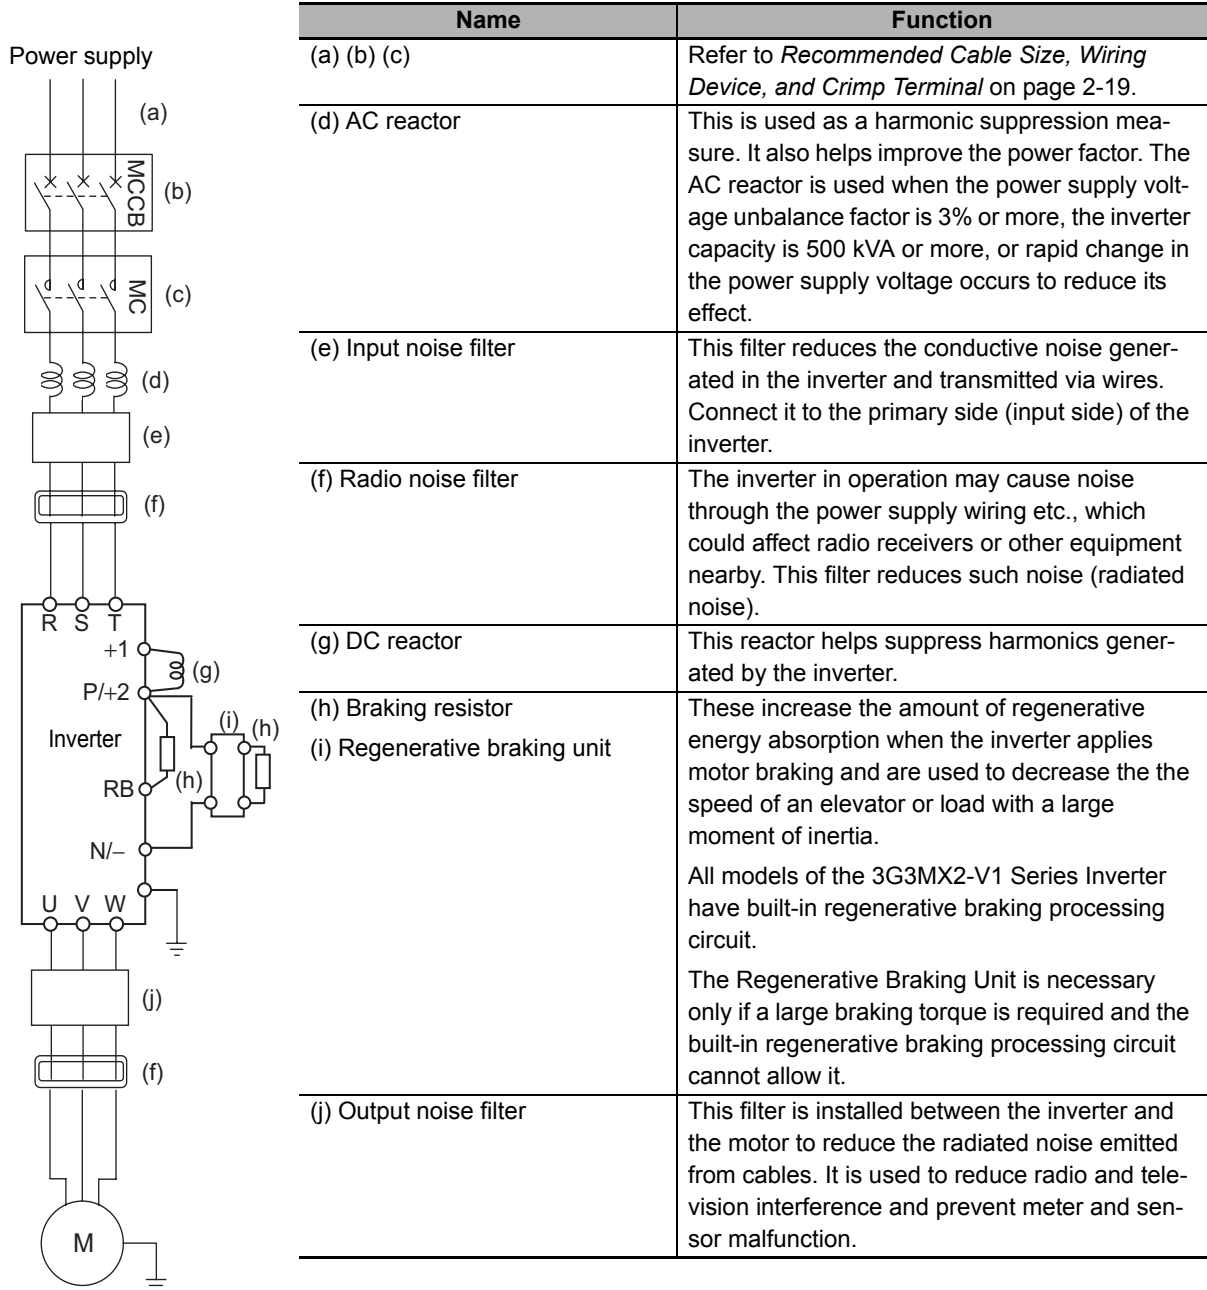 Power supply
(a)
MCCB
(b)
MC
(c)
(d)
(e)
(f)
R S T
+1
(g)
P/+2
(i) (h)
Inverter
(h)
RB
N/–
U V W
(j)
(f)
M
Name Function
(a) (b) (c)
Refer to Recommended Cable Size, Wiring
Device, and Crimp Terminal on page 2-19.
(d) AC reactor
This is used as a harmonic suppression mea-
sure. It also helps improve the power factor. The
AC reactor is used when the power supply volt-
age unbalance factor is 3% or more, the inverter
capacity is 500 kVA or more, or rapid change in
the power supply voltage occurs to reduce its
effect.
(e) Input noise filter
This filter reduces the conductive noise gener-
ated in the inverter and transmitted via wires.
Connect it to the primary side (input side) of the
inverter.
(f) Radio noise filter
The inverter in operation may cause noise
through the power supply wiring etc., which
could affect radio receivers or other equipment
nearby. This filter reduces such noise (radiated
noise).
(g) DC reactor
This reactor helps suppress harmonics gener-
ated by the inverter.
(h) Braking resistor
(i) Regenerative braking unit
These increase the amount of regenerative
energy absorption when the inverter applies
motor braking and are used to decrease the the
speed of an elevator or load with a large
moment of inertia.
All models of the 3G3MX2-V1 Series Inverter
have built-in regenerative braking processing
circuit.
The Regenerative Braking Unit is necessary
only if a large braking torque is required and the
built-in regenerative braking processing circuit
cannot allow it.
(j) Output noise filter
This filter is installed between the inverter and
the motor to reduce the radiated noise emitted
from cables. It is used to reduce radio and tele-
vision interference and prevent meter and sen-
sor malfunction.